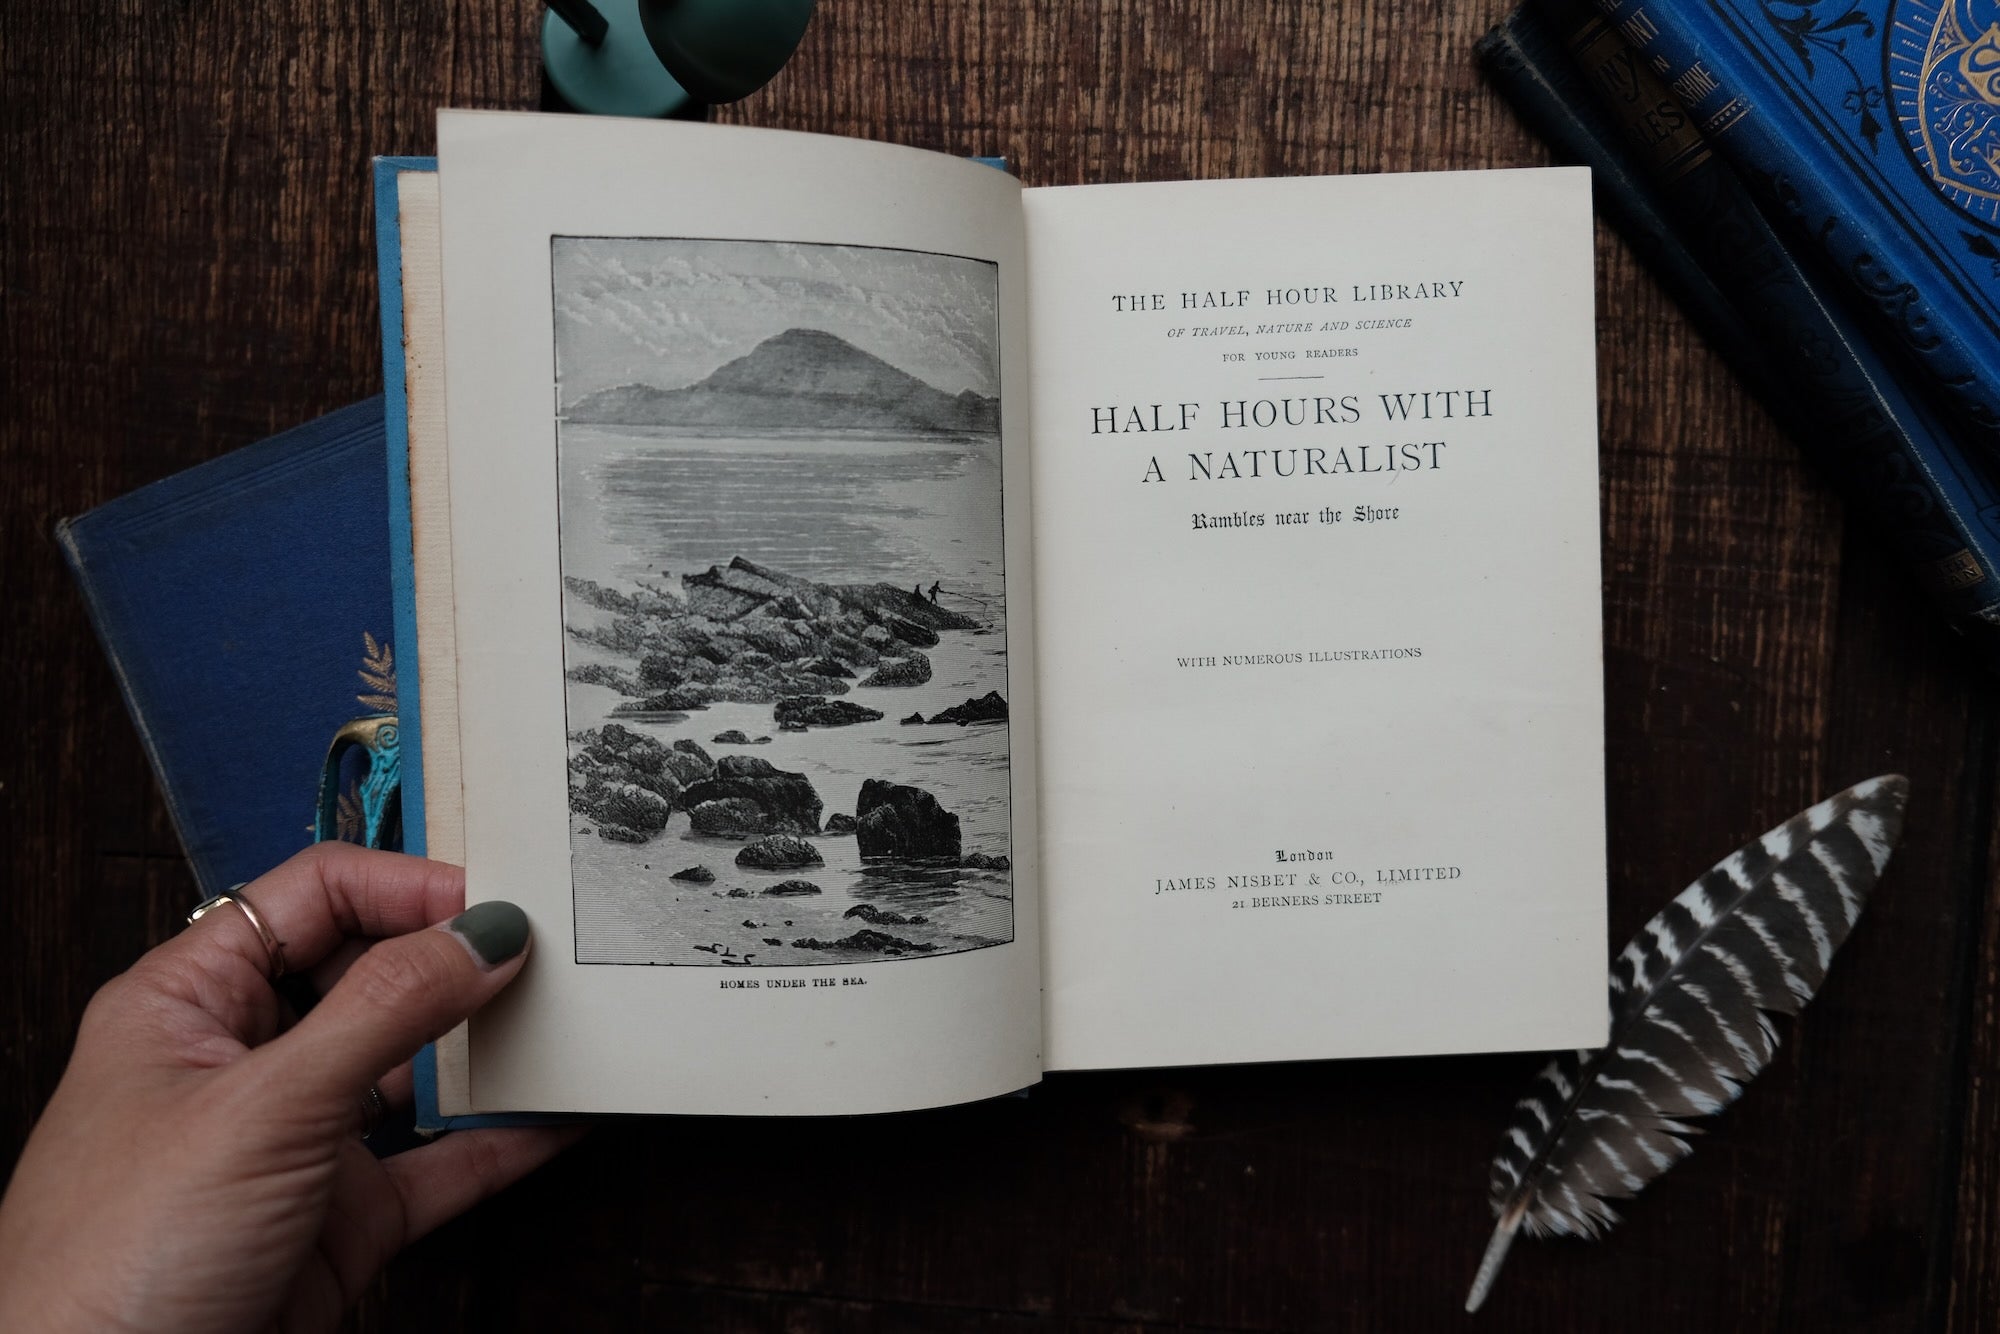 HOMES UNDER THE SEA.
THE HALF HOUR LIBRARY
OF TRAVEL, NATURE AND SCIENCE
FOR YOUNG READERS
HALF HOURS WITH
A NATURALIST
Rambles near the Shore
WITH NUMEROUS ILLUSTRATIONS
London
JAMES NISBET & CO., LIMITED
21 BERNERS STREET
IN